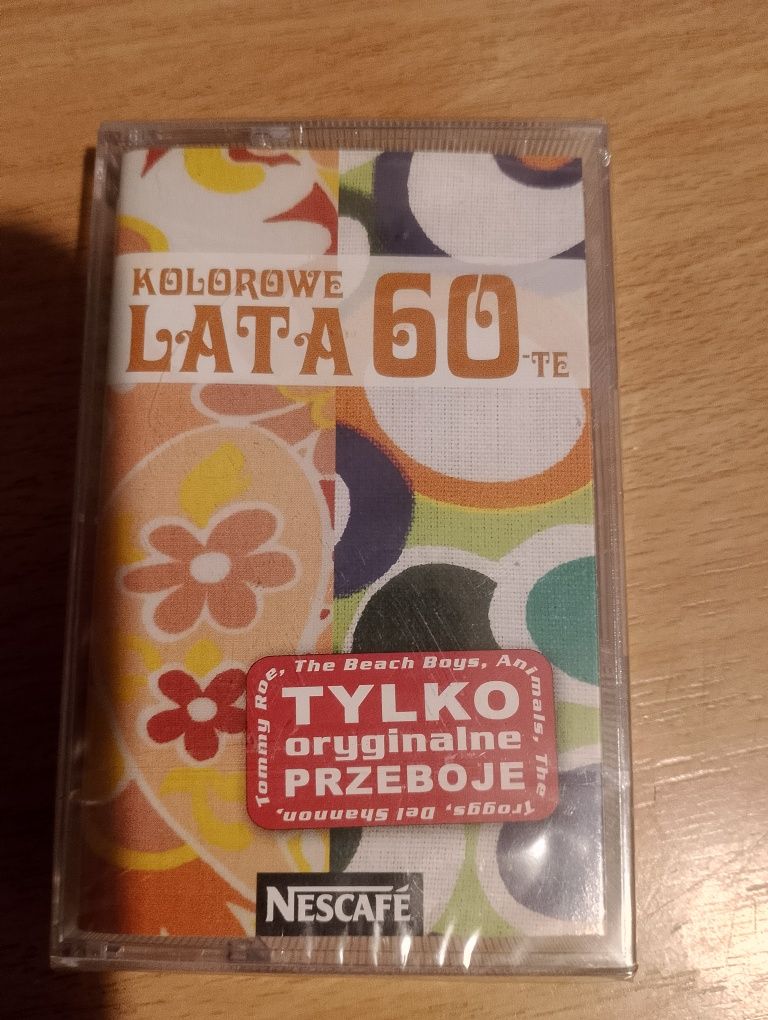 KOLOROWE
LATA 60-TE
Tommy Roe, The Beach Boys, Animals, The Troggs, Del Shannon,
TYLKO
oryginalne
PRZEBOJE
NESCAFÉ